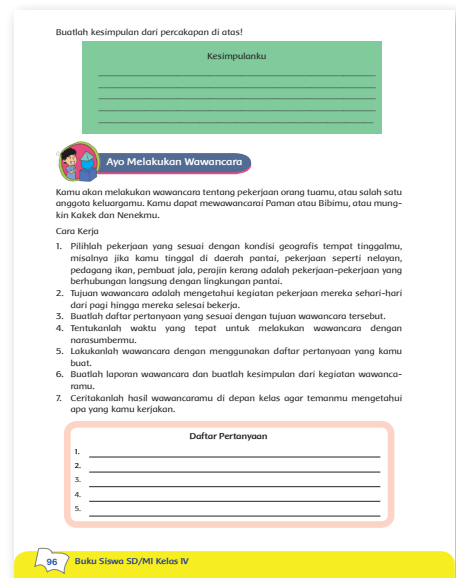 Buatlah kesimpulan dari percakapan di atas!
Kesimpulanku
Ayo Melakukan Wawancara
Kamu akan melakukan wawancara tentang pekerjaan orang tuamu, atau salah satu
anggota keluargamu. Kamu dapat mewawancarai Paman atau Bibimu, atau mung-
kin Kakek dan Nenekmu.
Cara Kerja
1. Pilihlah pekerjaan yang sesuai dengan kondisi geografis tempat tinggalmu,
misalnya jika kamu tinggal di daerah pantai, pekerjaan seperti nelayan,
pedagang ikan, pembuat jala, perajin kerang adalah pekerjaan-pekerjaan yang
berhubungan langsung dengan lingkungan pantai.
2. Tujuan wawancara adalah mengetahui kegiatan pekerjaan mereka sehari-hari
dari pagi hingga mereka selesai bekerja.
3. Buatlah daftar pertanyaan yang sesuai dengan tujuan wawancara tersebut.
4. Tentukanlah waktu yang tepat untuk melakukan wawancara dengan
narasumbermu.
5. Lakukanlah wawancara dengan menggunakan daftar pertanyaan yang kamu
buat.
6. Buatlah laporan wawancara dan buatlah kesimpulan dari kegiatan wawanca-
ramu.
7. Ceritakanlah hasil wawancaramu di depan kelas agar temanmu mengetahui
apa yang kamu kerjakan.
Daftar Pertanyaan
1.
2.
3.
4.
5.
96 Buku Siswa SD/MI Kelas IV